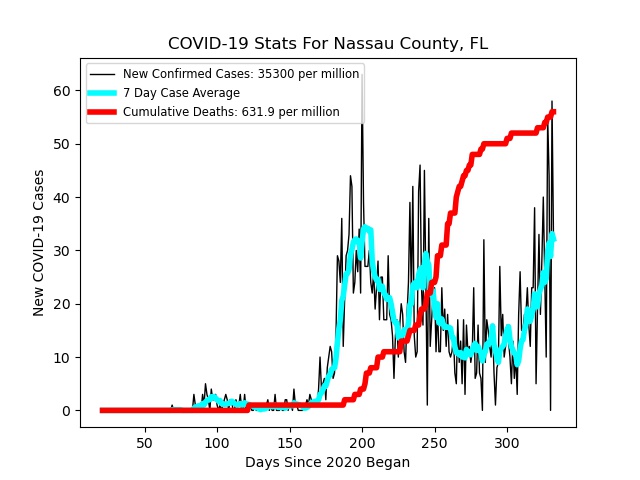 COVID-19 Stats For Nassau County, FL
New Confirmed Cases: 35300 per million
7 Day Case Average
Cumulative Deaths: 631.9 per million
New COVID-19 Cases
60
50
40
30
20
10
0
50 100 150 200 250 300
Days Since 2020 Began